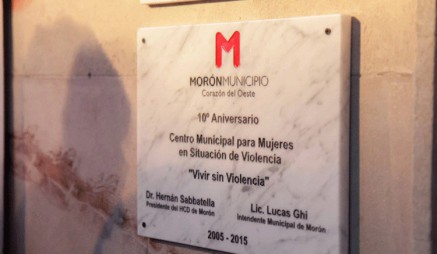 M
MORÓNMUNICIPIO
Corazón del Oeste
10º Aniversario
Centro Municipal para Mujeres
en Situación de Violencia
"Vivir sin Violencia"
Dr. Hernán Sabbatella
Presidente del HCD de Morón
Lic. Lucas Ghi
Intendente Municipal de Morón
2005 - 2015